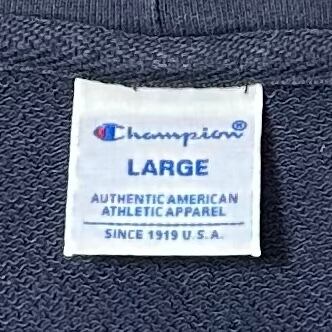 Champion®
LARGE
AUTHENTIC AMERICAN
ATHLETIC APPAREL
SINCE 1919 U.S.A.